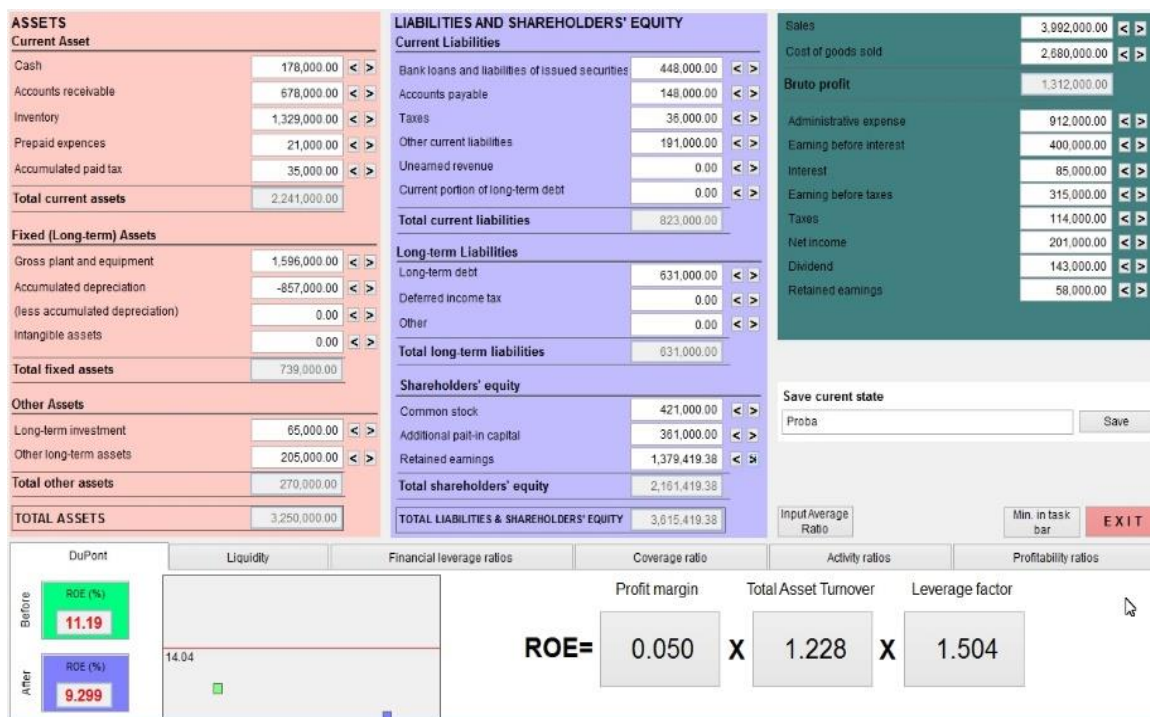 ASSETS
Current Asset
Cash 178,000.00 < >
Accounts receivable 678,000.00 < >
Inventory 1,329,000.00 < >
Prepaid expences 21,000.00 < >
Accumulated paid tax 35,000.00 < >
Total current assets 2,241,000.00
Fixed (Long-term) Assets
Gross plant and equipment 1,596,000.00 < >
Accumulated depreciation -857,000.00 < >
(less accumulated depreciation) 0.00 < >
Intangible assets 0.00 < >
Total fixed assets 739,000.00
Other Assets
Long-term investment 65,000.00 < >
Other long-term assets 205,000.00 < >
Total other assets 270,000.00
TOTAL ASSETS 3,250,000.00
LIABILITIES AND SHAREHOLDERS' EQUITY
Current Liabilities
Bank loans and liabilities of issued securities 448,000.00 < >
Accounts payable 148,000.00 < >
Taxes 36,000.00 < >
Other current liabilities 191,000.00 < >
Unearned revenue 0.00 < >
Current portion of long-term debt 0.00 < >
Total current liabilities 823,000.00
Long-term Liabilities
Long-term debt 631,000.00 < >
Deferred income tax 0.00 < >
Other 0.00 < >
Total long-term liabilities 631,000.00
Shareholders' equity
Common stock 421,000.00 < >
Additional pait-in capital 361,000.00 < >
Retained earnings 1,379,419.38 < >
Total shareholders' equity 2,161,419.38
TOTAL LIABILITIES & SHAREHOLDERS' EQUITY 3,615,419.38
Sales 3,992,000.00 < >
Cost of goods sold 2,680,000.00 < >
Bruto profit 1,312,000.00
Administrative expense 912,000.00 < >
Earning before interest 400,000.00 < >
Interest 85,000.00 < >
Earning before taxes 315,000.00 < >
Taxes 114,000.00 < >
Net income 201,000.00 < >
Dividend 143,000.00 < >
Retained earnings 58,000.00 < >
Save curent state
Proba Save
Input Average
Ratio
Min. in task
bar
EXIT
DuPont Liquidity Financial leverage ratios Coverage ratio Activity ratios Profitability ratios
Before
ROE (%)
11.19
After
ROE (%)
9.299
14.04
Profit margin Total Asset Turnover Leverage factor
ROE= 0.050 X 1.228 X 1.504